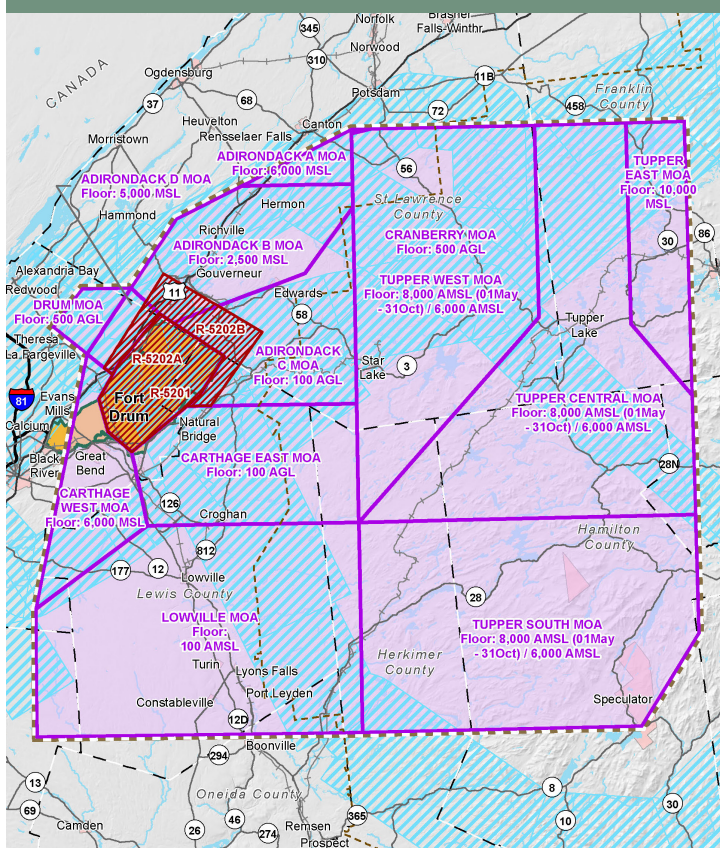 Norfolk
Brasher
Falls-Winthr
345
Norwood
CANADA
310
Ogdensburg
11B
Potsdam
Franklin
County
37
68
72
458
Heuvelton
Canton
Morristown
Rensselaer Falls
ADIRONDACK A MOA
Floor: 6,000 MSL
56
TUPPER
EAST MOA
Floor: 10,000
MSL
ADIRONDACK D MOA
Floor: 5,000 MSL
St Lawrence
County
Hermon
Hammond
Richville
CRANBERRY MOA
Floor: 500 AGL
86
30
ADIRONDACK B MOA
Floor: 2,500 MSL
Alexandria Bay
Gouverneur
TUPPER WEST MOA
Floor: 8,000 AMSL (01May
- 31Oct) / 6,000 AMSL
Redwood
11
Edwards
DRUM MOA
Floor: 500 AGL
58
Tupper
Lake
R-5202B
Theresa
La Fargeville
R-5202A
ADIRONDACK
C MOA
Floor: 100 AGL
Star
Lake
3
R-5201
81
Evans
Mills
Fort
Drum
TUPPER CENTRAL MOA
Floor: 8,000 AMSL (01May
- 31Oct) / 6,000 AMSL
Calcium
Natural
Bridge
Black
River
Great
Bend
CARTHAGE EAST MOA
Floor: 100 AGL
28N
CARTHAGE
WEST MOA
Floor: 6,000 MSL
126
Croghan
Hamilton
County
812
177
12
Lowville
Lewis County
28
LOWVILLE MOA
Floor:
100 AMSL
TUPPER SOUTH MOA
Floor: 8,000 AMSL (01May
- 31Oct) / 6,000 AMSL
Herkimer
County
Turin
Lyons Falls
Port Leyden
Constableville
Speculator
12D
Boonville
294
13
8
Oneida County
69
30
365
46
10
Camden
26
274
Remsen
Prospect